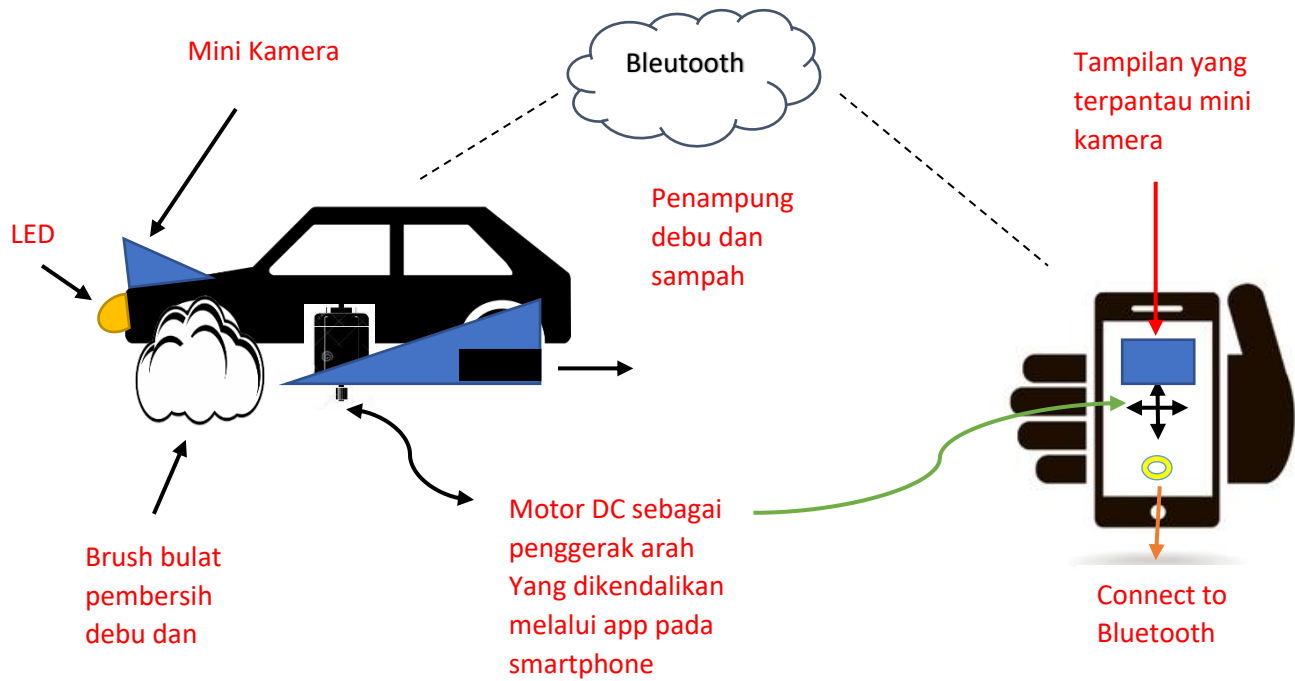 Mini Kamera
Bleutooth
Tampilan yang
terpantau mini
kamera
LED
Penampung
debu dan
sampah
Brush bulat
pembersih
debu dan
Motor DC sebagai
penggerak arah
Yang dikendalikan
melalui app pada
smartphone
Connect to
Bluetooth